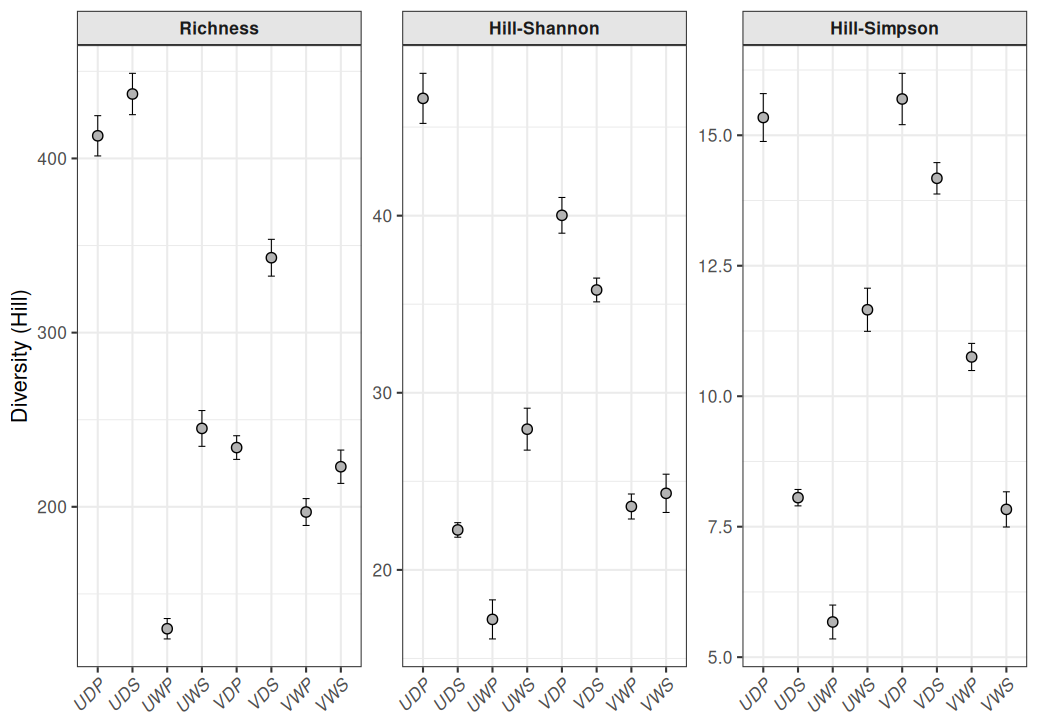 Richness Hill-Shannon Hill-Simpson
Diversity (Hill)
400
300
200
UDP UDS UWP UWS VDP VDS VWP VWS
40
30
20
UDP UDS UWP UWS VDP VDS VWP VWS
15.0
12.5
10.0
7.5
5.0
UDP UDS UWP UWS VDP VDS VWP VWS